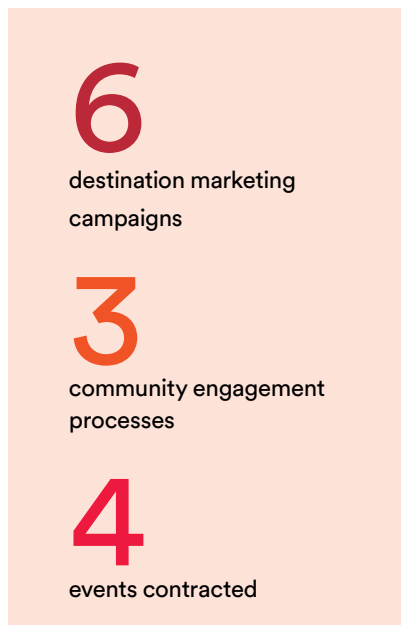 6
destination marketing
campaigns
3
community engagement
processes
4
events contracted